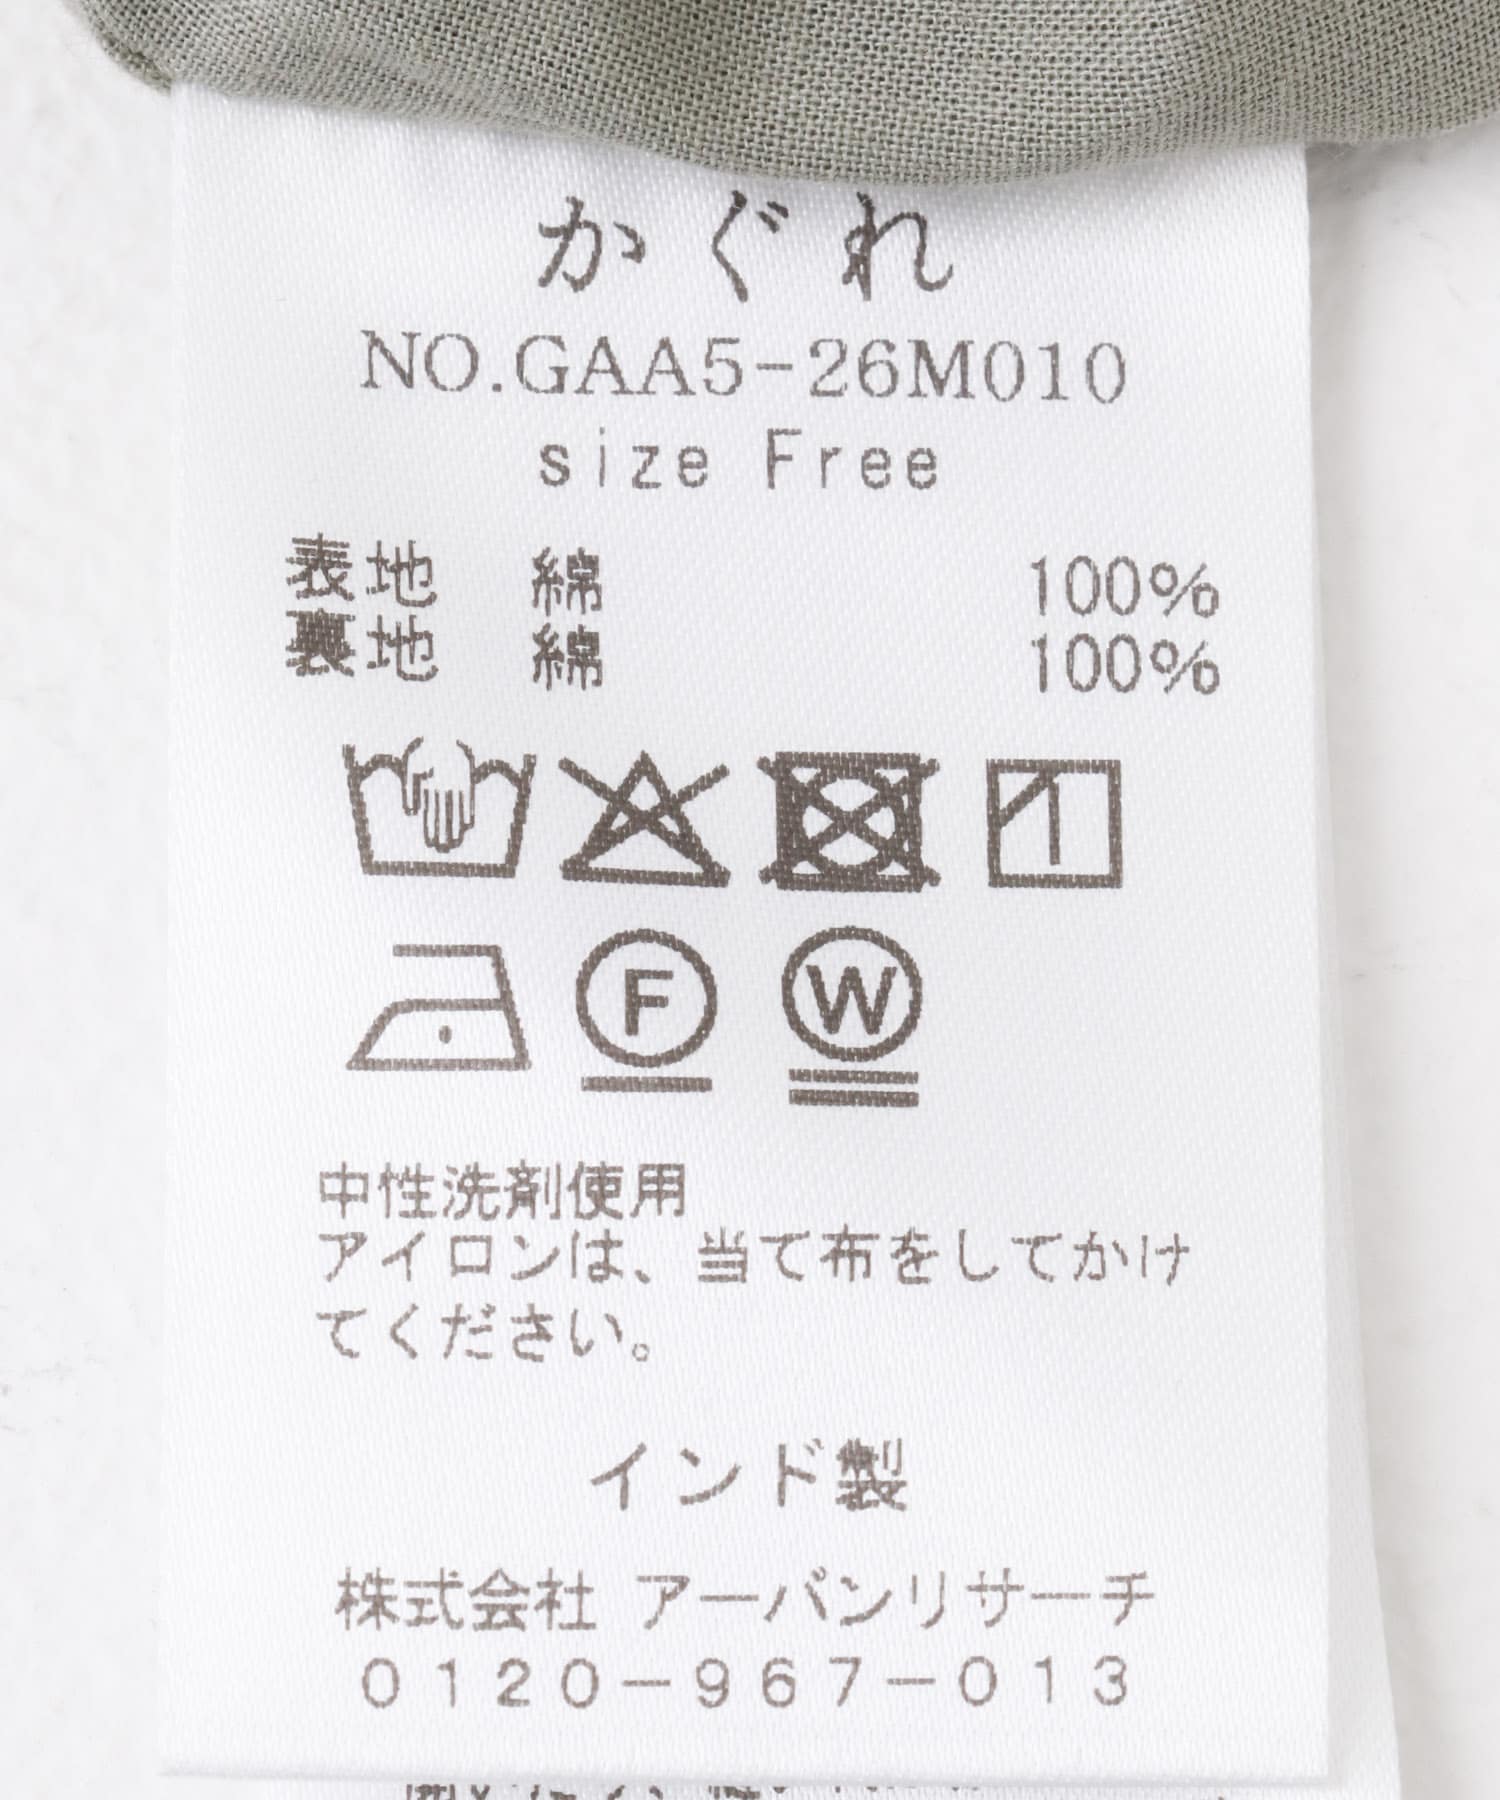 かぐれ
NO.GAA5-26M010
size Free
表地 綿 100%
裏地 綿 100%
F W
中性洗剤使用
アイロンは、当て布をしてかけ
てください。
インド製
株式会社 アーバンリサーチ
0120-967-013